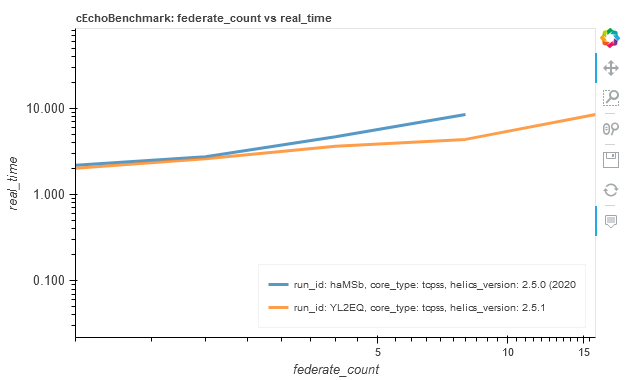 cEchoBenchmark: federate_count vs real_time
10.000
1.000
0.100
real_time
run_id: haMSb, core_type: tcpss, helics_version: 2.5.0 (2020
run_id: YL2EQ, core_type: tcpss, helics_version: 2.5.1
5
10
15
federate_count